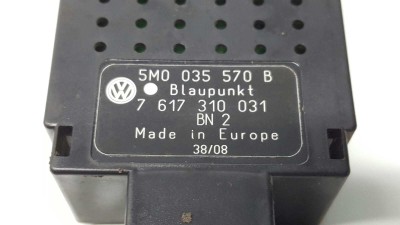 5M0 035 570 B
Blaupunkt
7 617 310 031
BN 2
Made in Europe
38/08